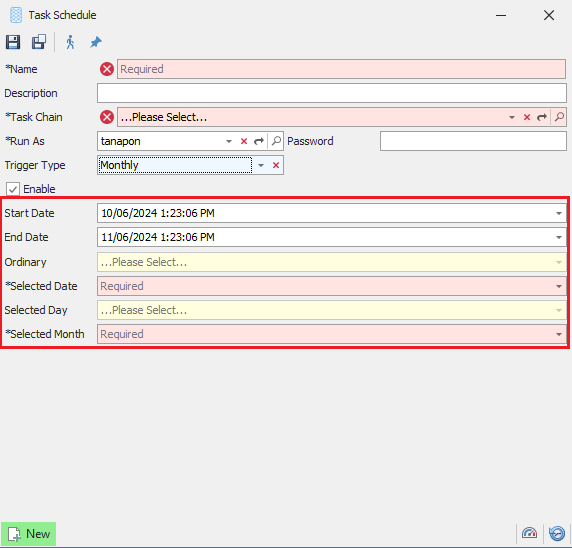 Task Schedule
*Name Required
Description
*Task Chain ...Please Select...
*Run As tanapon Password
Trigger Type Monthly
Enable
Start Date 10/06/2024 1:23:06 PM
End Date 11/06/2024 1:23:06 PM
Ordinary ...Please Select...
*Selected Date Required
Selected Day ...Please Select...
*Selected Month Required
New